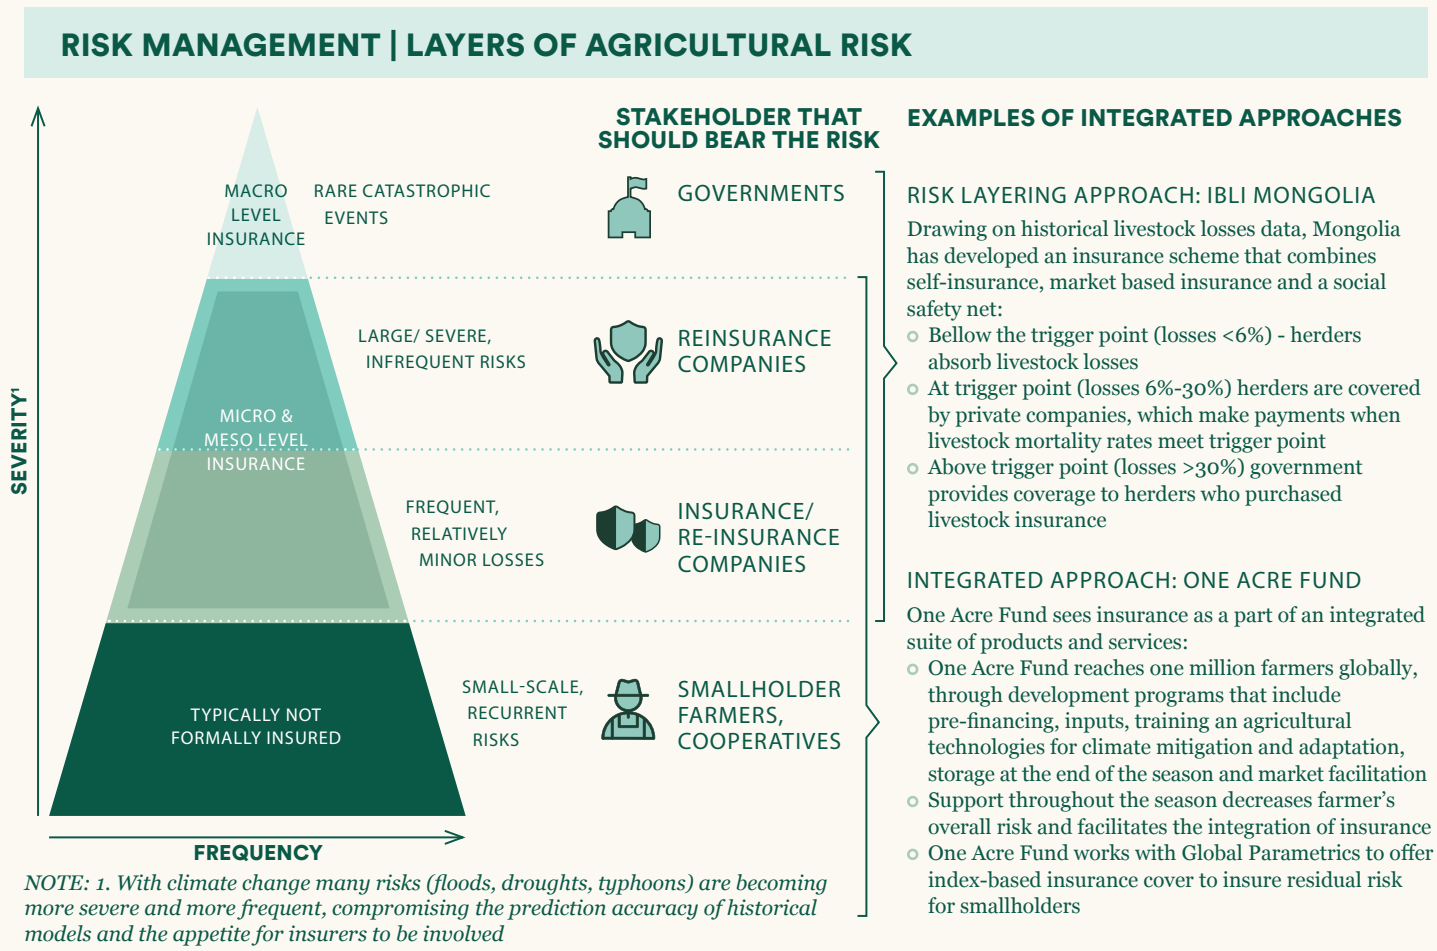 RISK MANAGEMENT | LAYERS OF AGRICULTURAL RISK
SEVERITY¹
MACRO
LEVEL
INSURANCE
RARE CATASTROPHIC
EVENTS
LARGE/ SEVERE,
INFREQUENT RISKS
MICRO &
MESO LEVEL
INSURANCE
FREQUENT,
RELATIVELY
MINOR LOSSES
TYPICALLY NOT
FORMALLY INSURED
SMALL-SCALE,
RECURRENT
RISKS
FREQUENCY
STAKEHOLDER THAT
SHOULD BEAR THE RISK
GOVERNMENTS
REINSURANCE
COMPANIES
INSURANCE/
RE-INSURANCE
COMPANIES
SMALLHOLDER
FARMERS,
COOPERATIVES
EXAMPLES OF INTEGRATED APPROACHES
RISK LAYERING APPROACH: IBLI MONGOLIA
Drawing on historical livestock losses data, Mongolia
has developed an insurance scheme that combines
self-insurance, market based insurance and a social
safety net:
Bellow the trigger point (losses <6%) - herders
absorb livestock losses
At trigger point (losses 6%-30%) herders are covered
by private companies, which make payments when
livestock mortality rates meet trigger point
Above trigger point (losses >30%) government
provides coverage to herders who purchased
livestock insurance
INTEGRATED APPROACH: ONE ACRE FUND
One Acre Fund sees insurance as a part of an integrated
suite of products and services:
One Acre Fund reaches one million farmers globally,
through development programs that include
pre-financing, inputs, training an agricultural
technologies for climate mitigation and adaptation,
storage at the end of the season and market facilitation
Support throughout the season decreases farmer's
overall risk and facilitates the integration of insurance
One Acre Fund works with Global Parametrics to offer
index-based insurance cover to insure residual risk
for smallholders
NOTE: 1. With climate change many risks (floods, droughts, typhoons) are becoming
more severe and more frequent, compromising the prediction accuracy of historical
models and the appetite for insurers to be involved